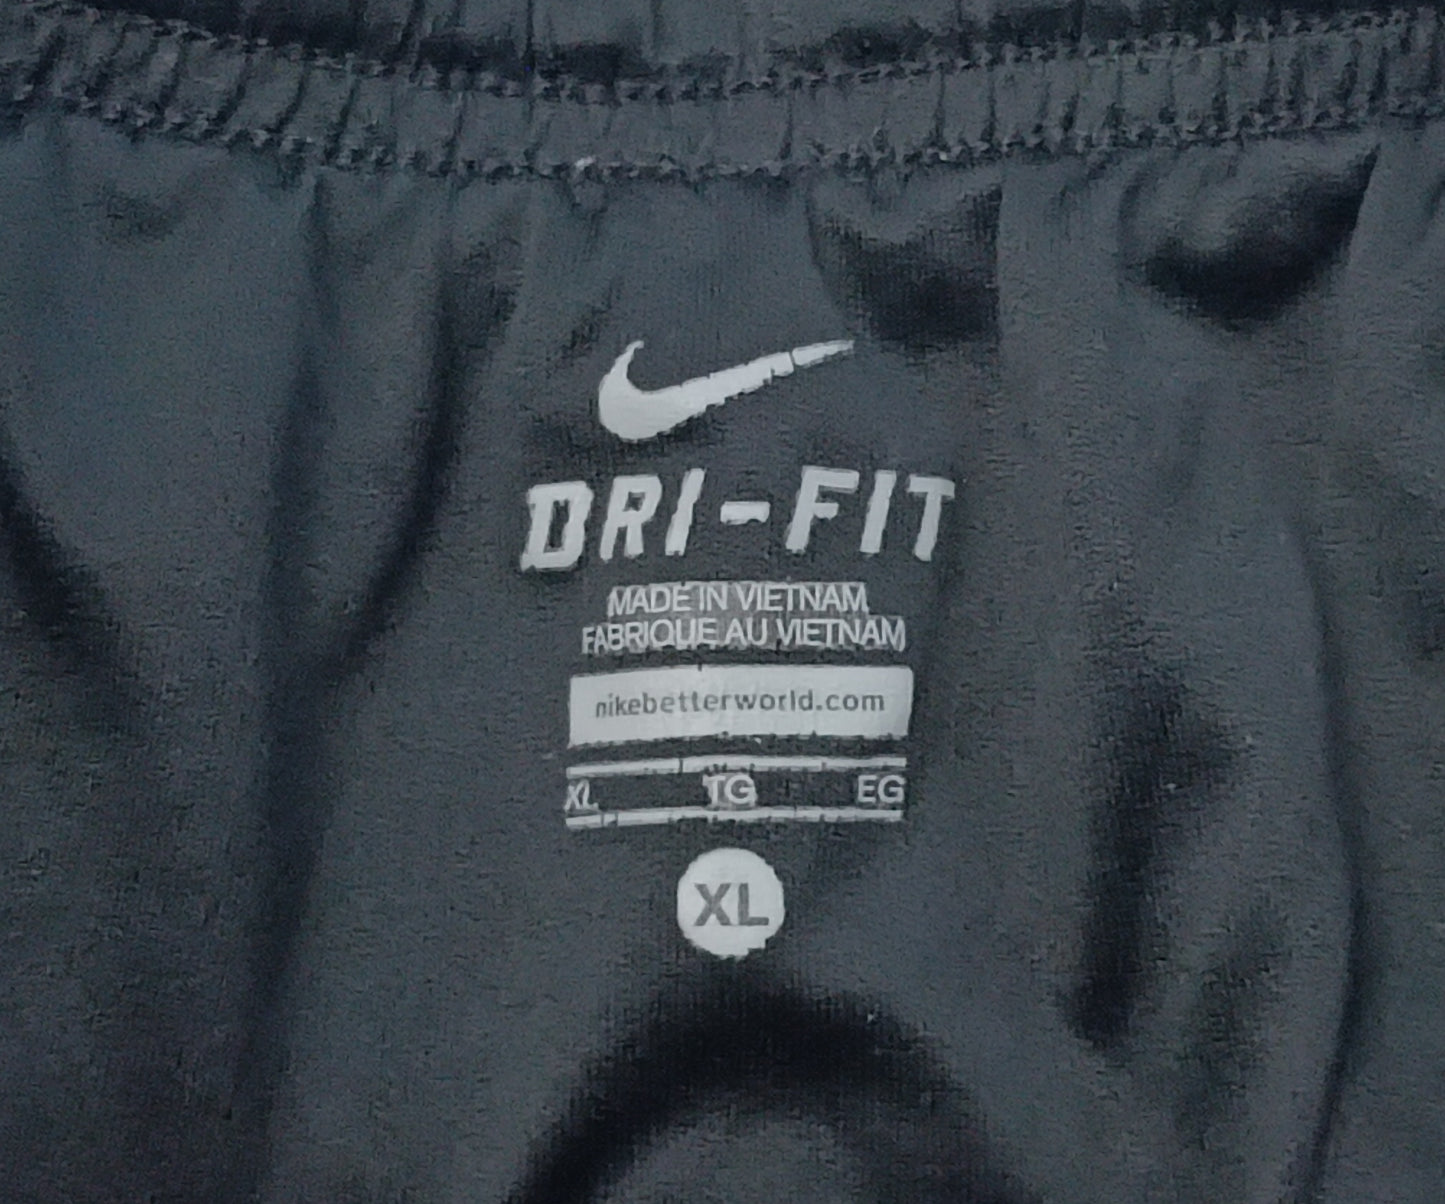 DRI-FIT
MADE IN VIETNAM
FABRIQUE AU VIETNAM
nikebetterworld.com
XL TG EG
XL